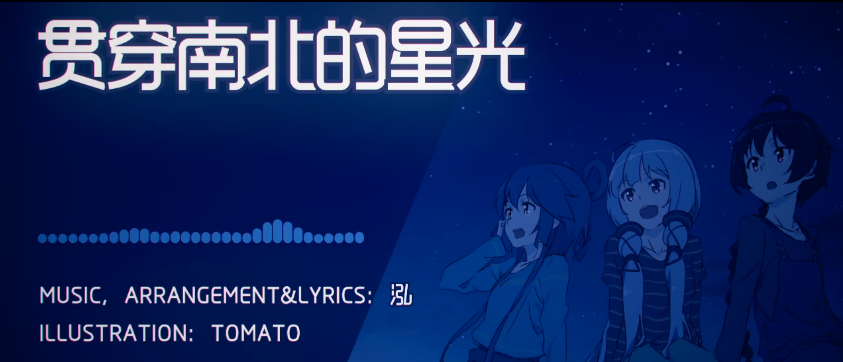 贯穿南北的星光
MUSIC, ARRANGEMENT&LYRICS: 泓
ILLUSTRATION: TOMATO